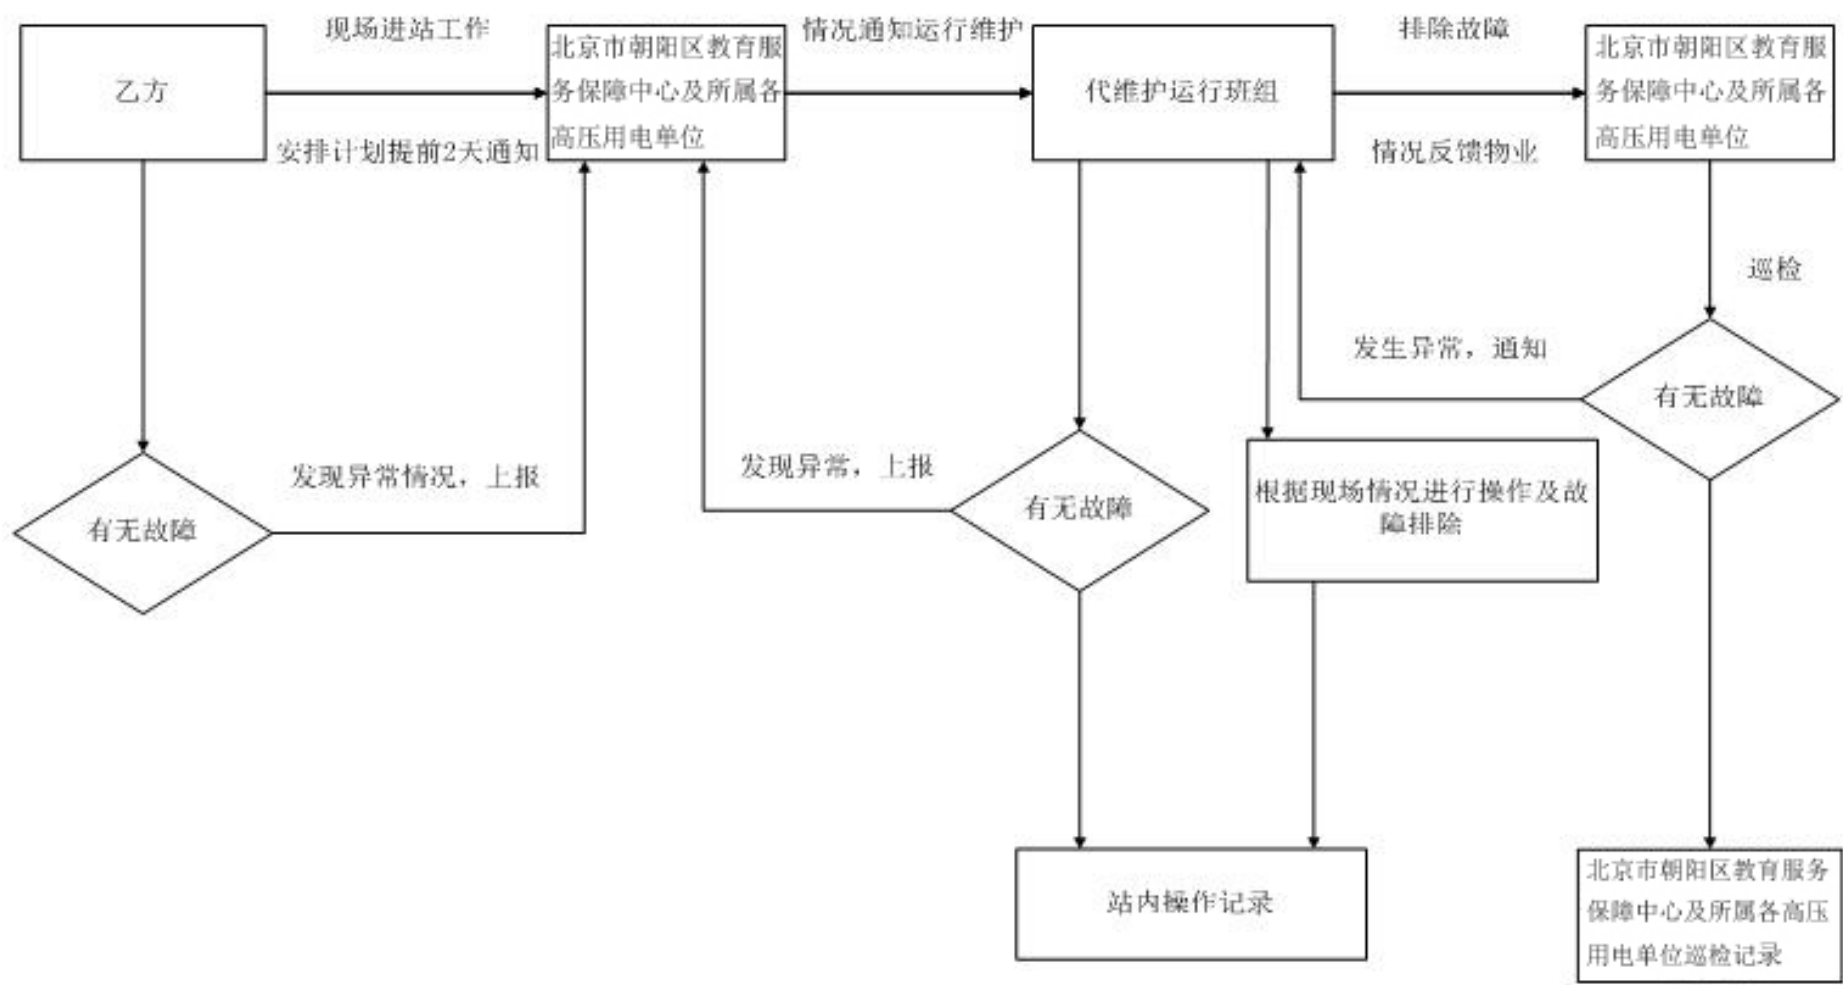 现场进站工作
情况通知运行维护
排除故障
乙方
北京市朝阳区教育服
务保障中心及所属各
高压用电单位
代维护运行班组
北京市朝阳区教育服
务保障中心及所属各
高压用电单位
安排计划提前2天通知
情况反馈物业
巡检
发生异常，通知
有无故障
发现异常情况，上报
发现异常，上报
有无故障
有无故障
根据现场情况进行操作及故
障排除
站内操作记录
北京市朝阳区教育服务
保障中心及所属各高压
用电单位巡检记录